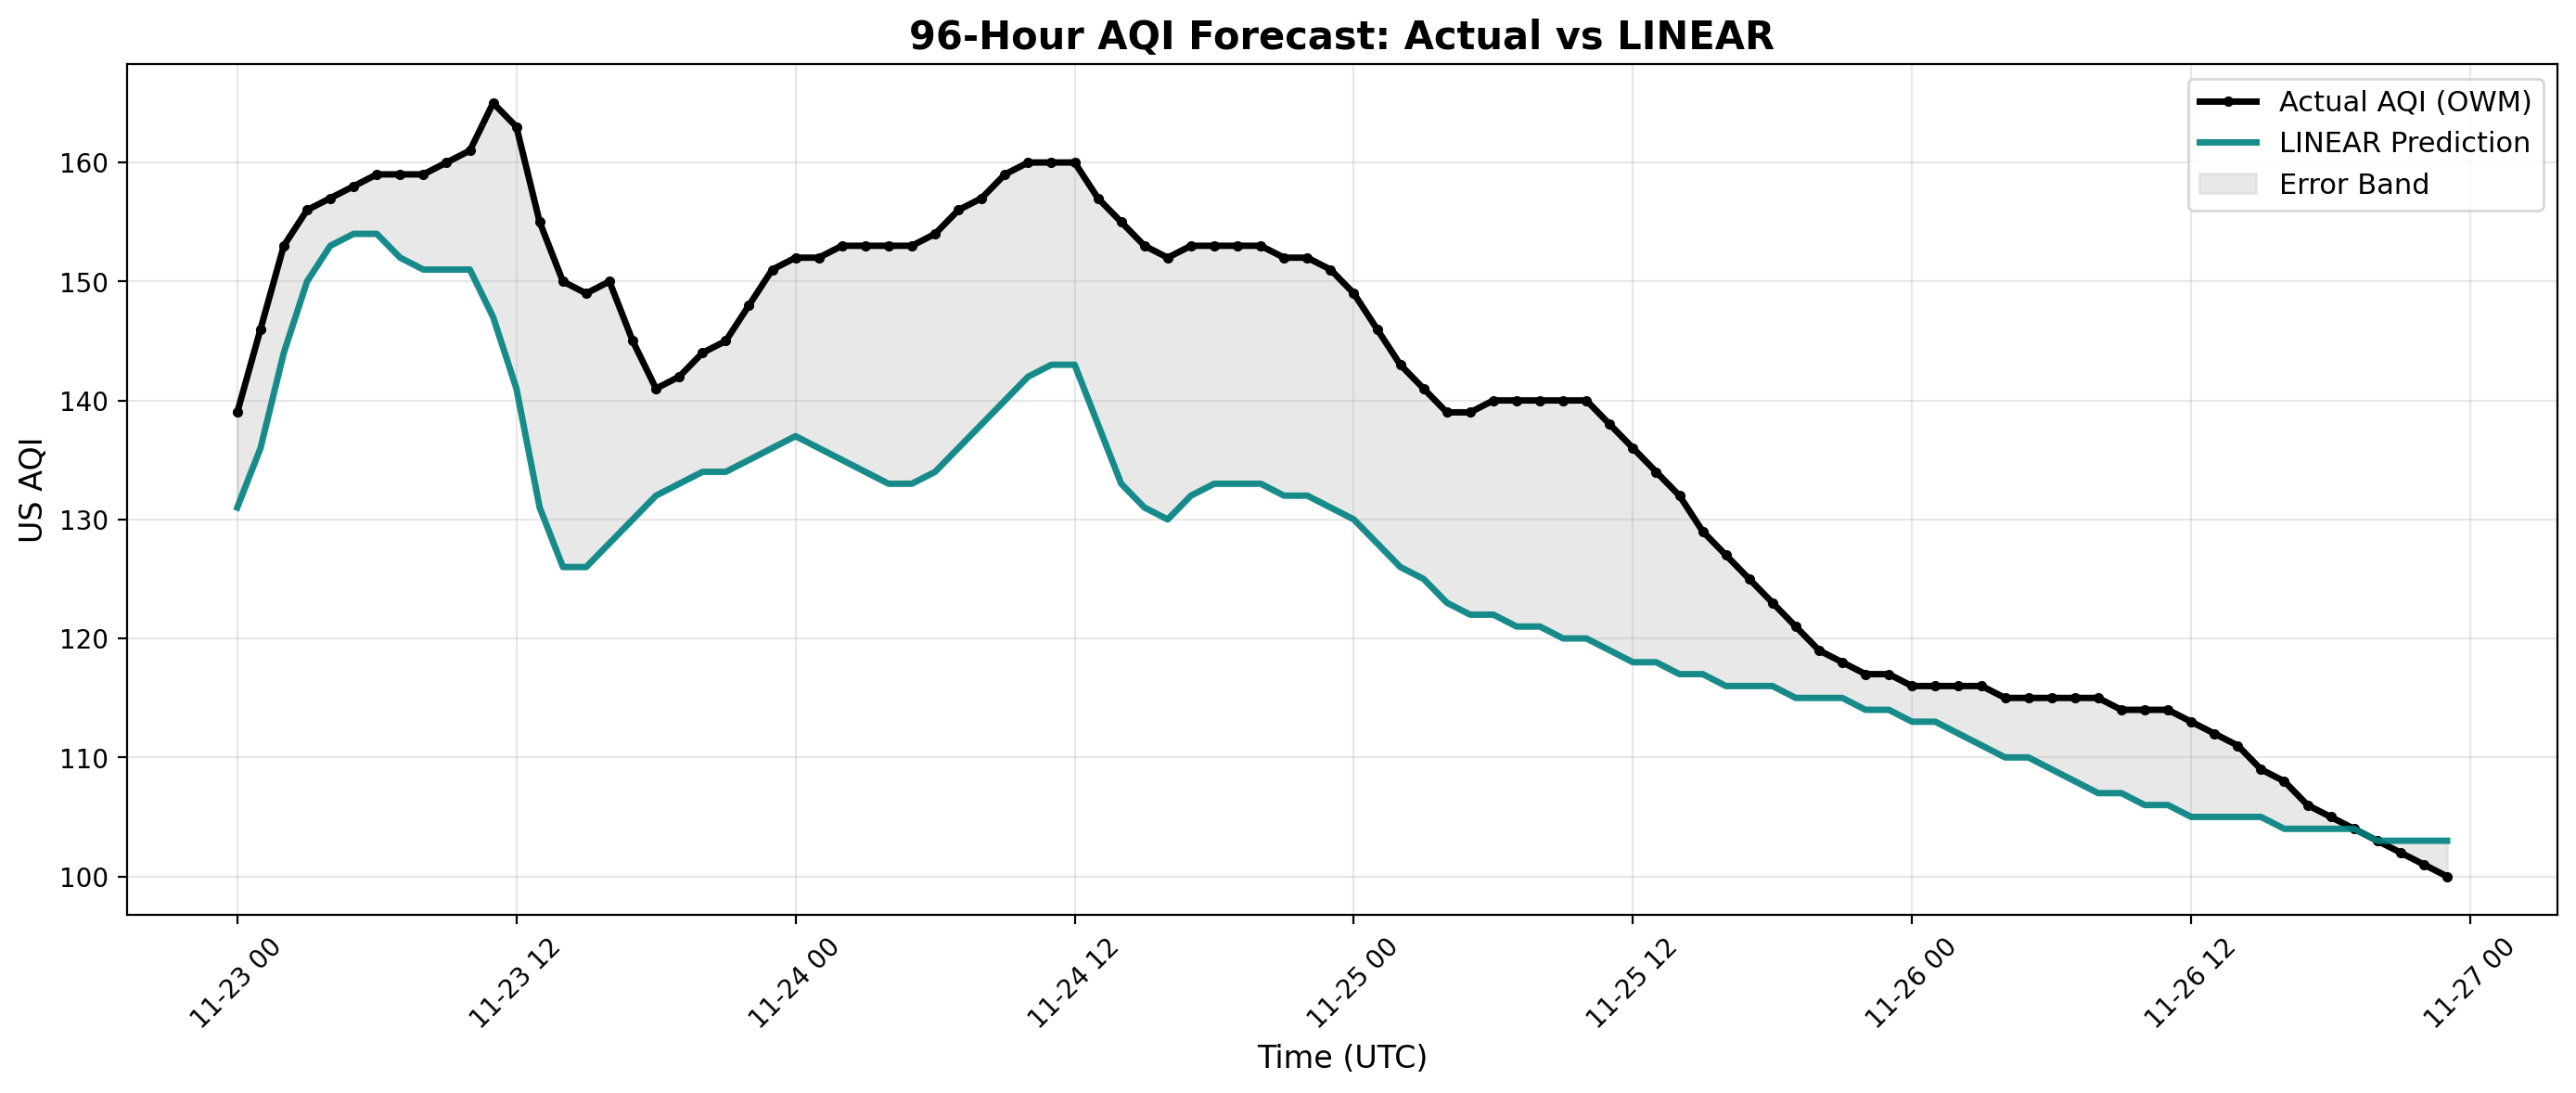 96-Hour AQI Forecast: Actual vs LINEAR
Actual AQI (OWM)
LINEAR Prediction
Error Band
US AQI
160
150
140
130
120
110
100
11-23 00
11-23 12
11-24 00
11-24 12
11-25 00
11-25 12
11-26 00
11-26 12
11-27 00
Time (UTC)